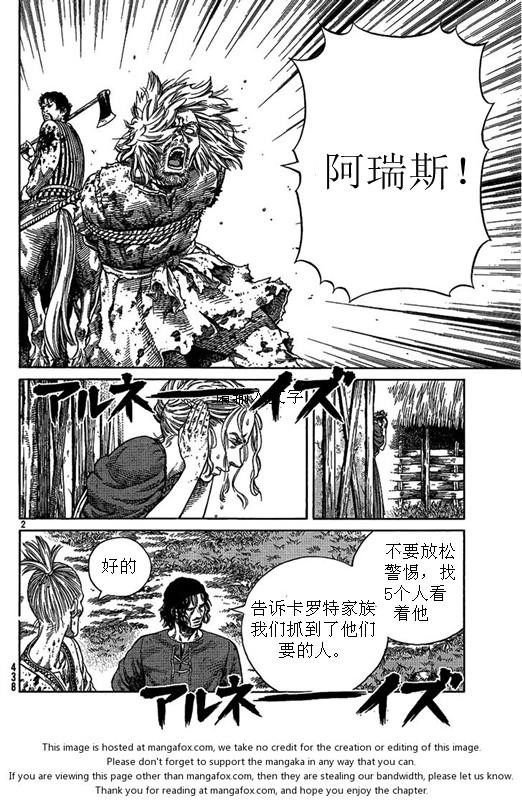 阿瑞斯！
アルネーイズ
不要放松
警惕，找
5个人看
着他
告诉卡罗特家族
我们抓到了他们
要的人。
好的
アルネーイズ
2
438
This image is hosted at mangafox.com, we take no credit for the creation or editing of this image.
Please don't forget to support the mangaka in any way that you can.
If you are viewing this page other than mangafox.com, then they are stealing our bandwidth, please let us know.
Thank you for reading at mangafox.com, and hope you enjoy the chapter.